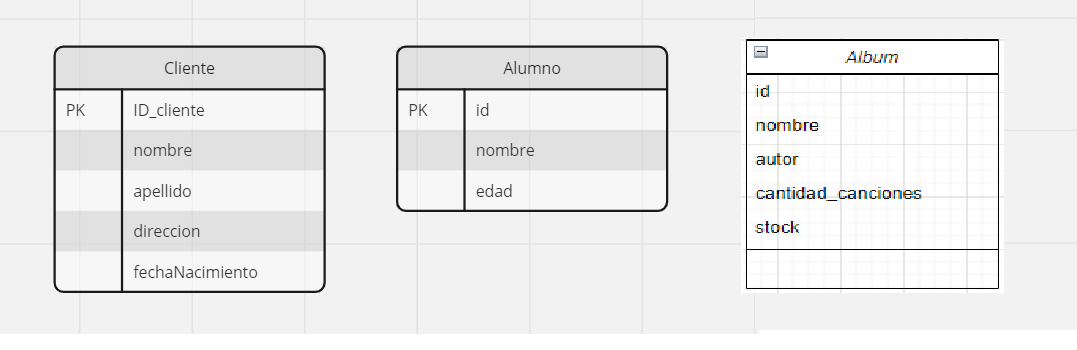 Cliente
PK ID_cliente
nombre
apellido
direccion
fechaNacimiento
Alumno
PK id
nombre
edad
Album
id
nombre
autor
cantidad_canciones
stock